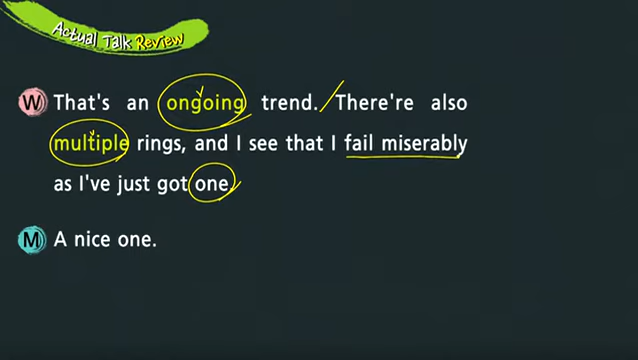 Actual Talk Review
W That's an ongoing trend. There're also
multiple rings, and I see that I fail miserably
as I've just got one.
M A nice one.